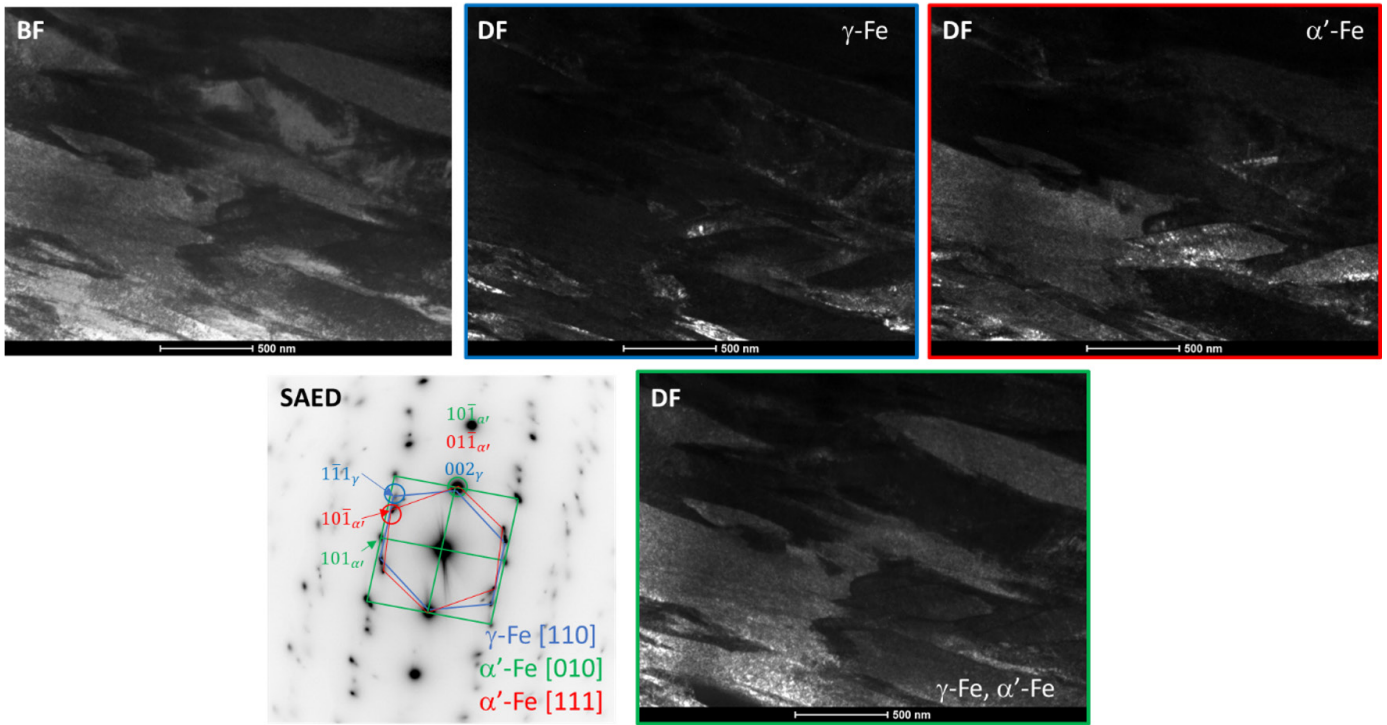 BF
DF
γ-Fe
DF
α’-Fe
500 nm
500 nm
500 nm
SAED
101̅α′
011̅α′
002γ
11̅1γ
101̅α′
101α′
γ-Fe [110]
α’-Fe [010]
α’-Fe [111]
DF
γ-Fe, α’-Fe
500 nm